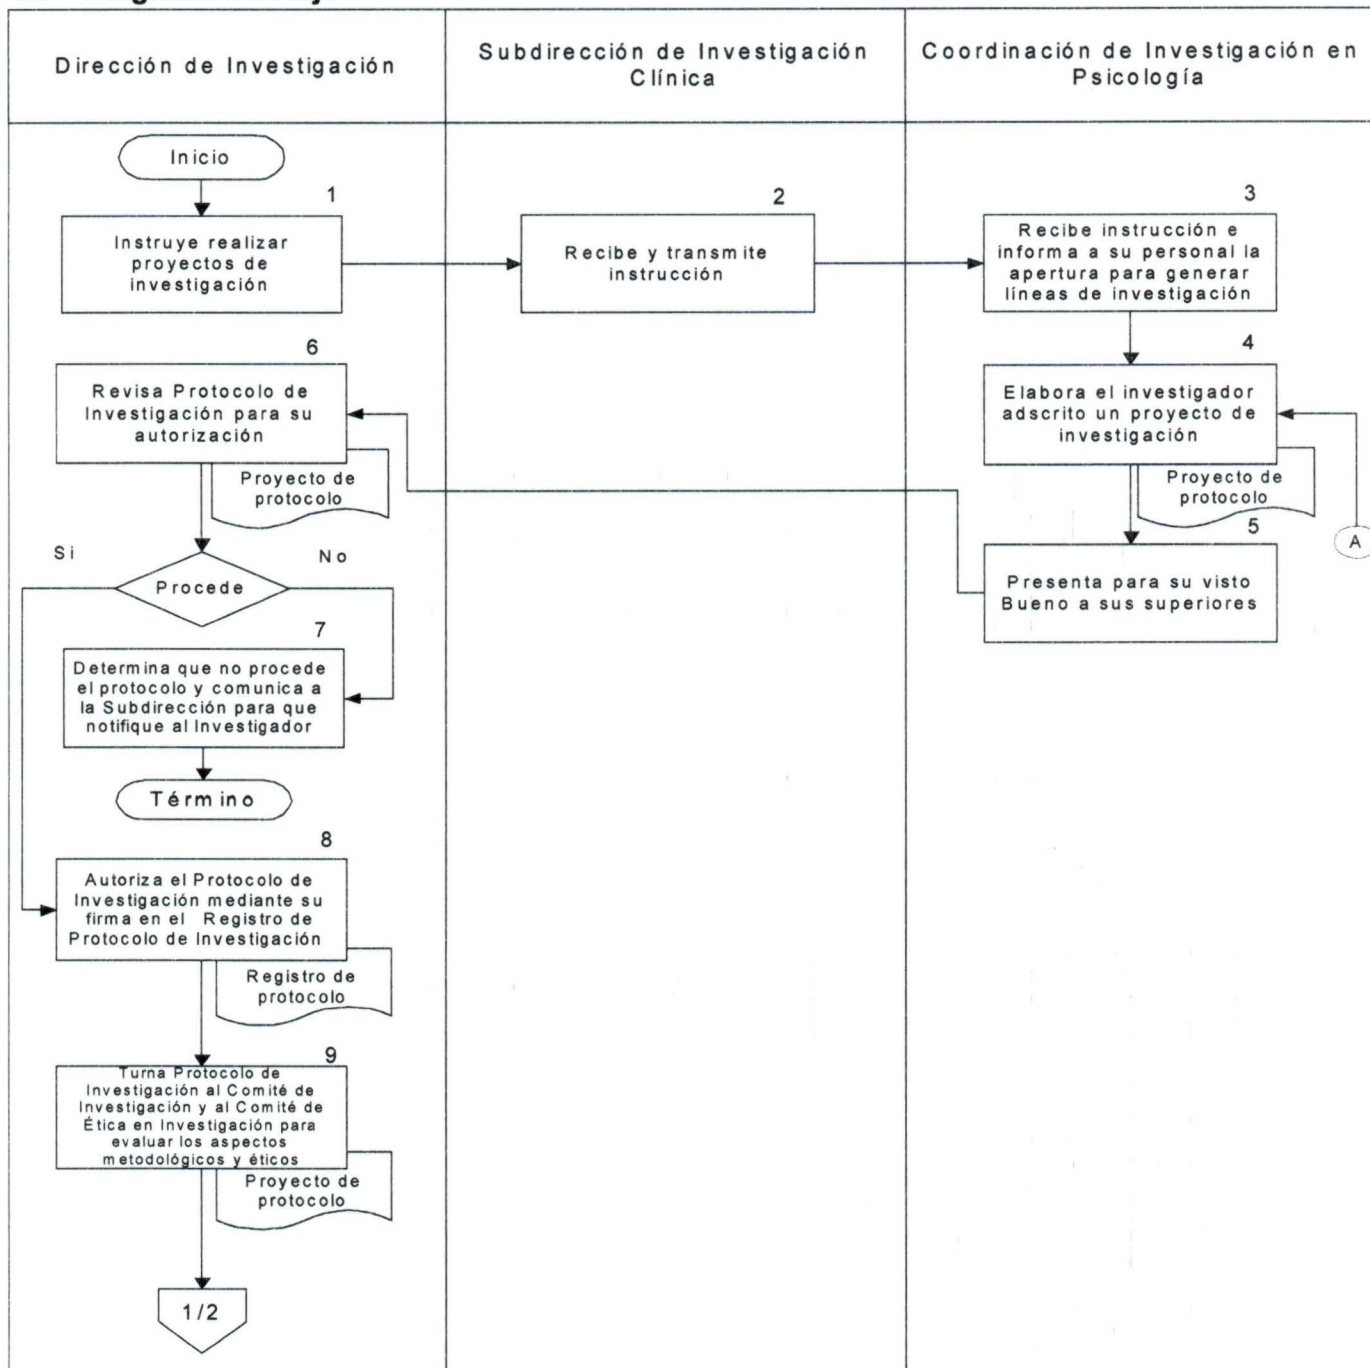 Dirección de Investigación
Subdirección de Investigación
Clínica
Coordinación de Investigación en
Psicología
Inicio
1
Instruye realizar
proyectos de
investigación
2
Recibe y transmite
instrucción
3
Recibe instrucción e
informa a su personal la
apertura para generar
líneas de investigación
4
Elabora el investigador
adscrito un proyecto de
investigación
Proyecto de
protocolo
A
5
Presenta para su visto
Bueno a sus superiores
6
Revisa Protocolo de
Investigación para su
autorización
Proyecto de
protocolo
Si
No
Procede
7
Determina que no procede
el protocolo y comunica a
la Subdirección para que
notifique al Investigador
Término
8
Autoriza el Protocolo de
Investigación mediante su
firma en el Registro de
Protocolo de Investigación
Registro de
protocolo
9
Turna Protocolo de
Investigación al Comité de
Investigación y al Comité de
Ética en Investigación para
evaluar los aspectos
metodológicos y éticos
Proyecto de
protocolo
1/2